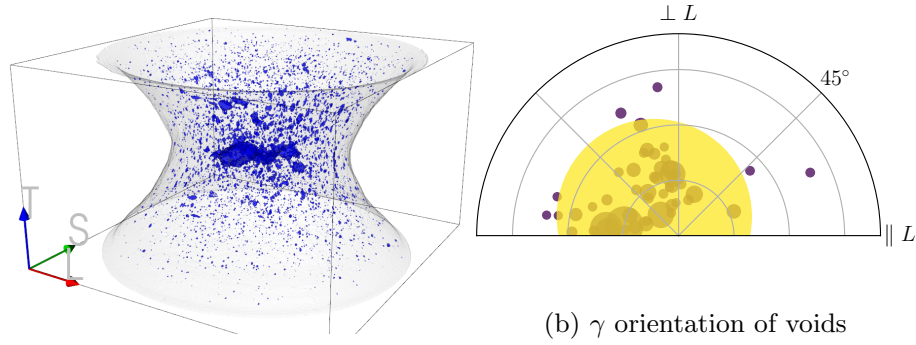 T
S
L
⊥ L
45°
∥ L
(b) γ orientation of voids